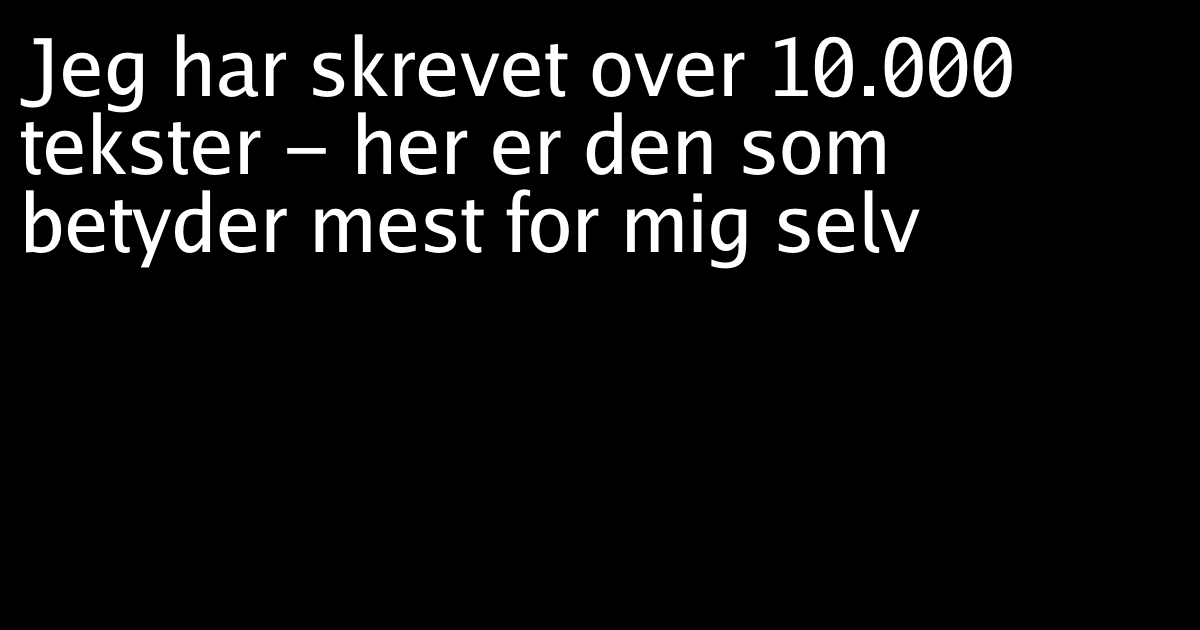 Jeg har skrevet over 10.000
tekster – her er den som
betyder mest for mig selv